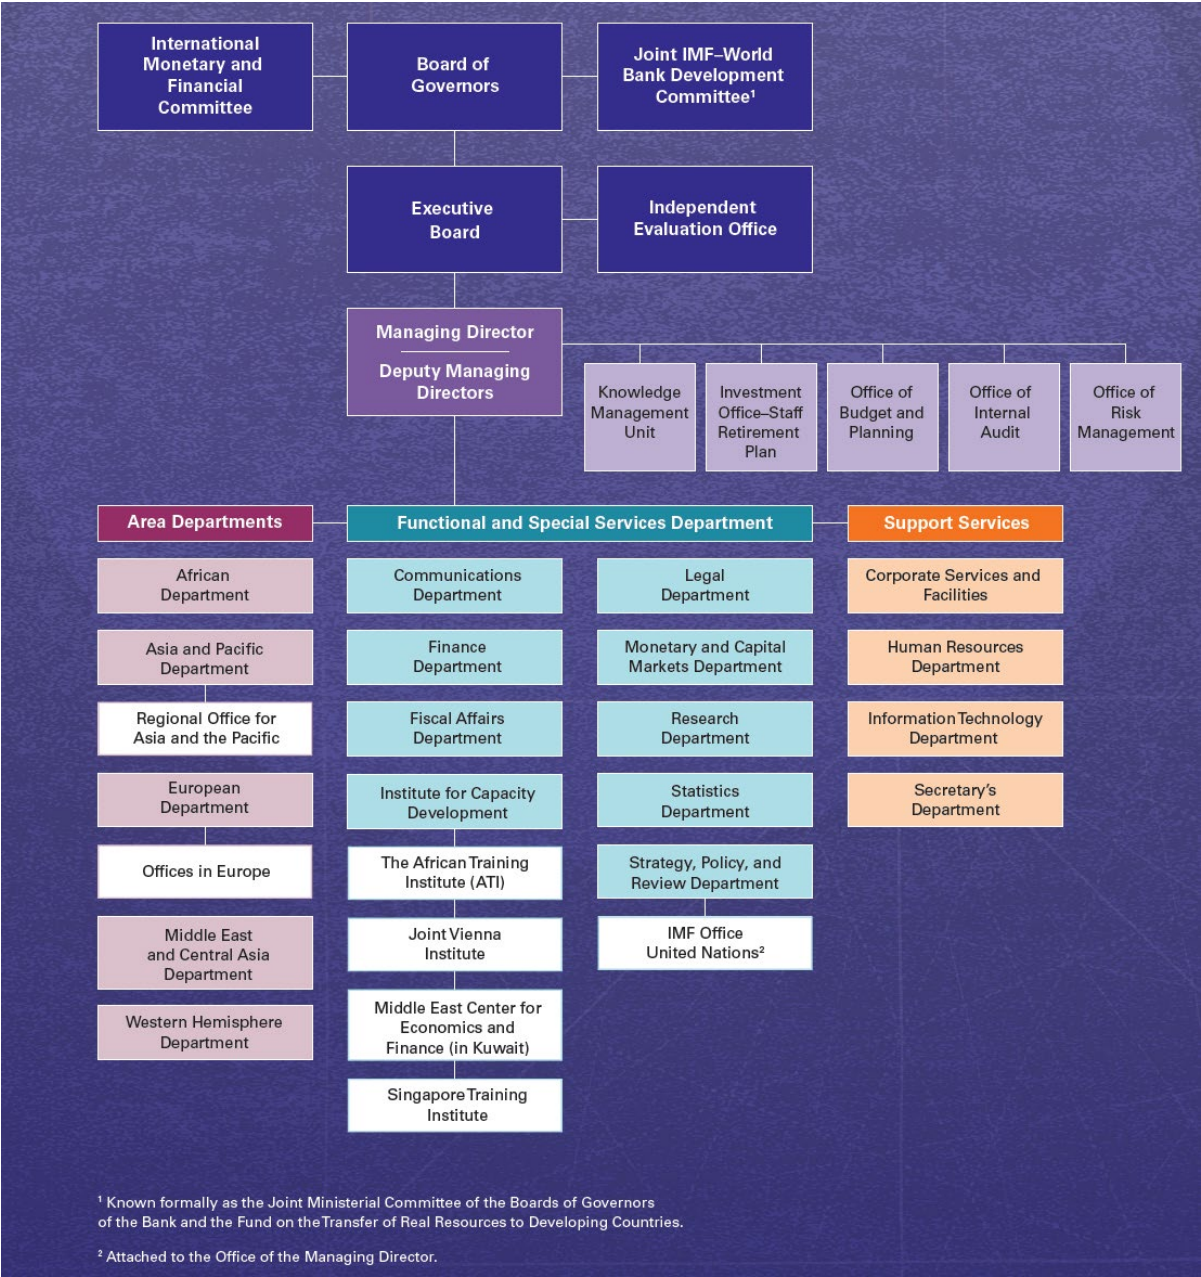 International
Monetary and
Financial
Committee
Board of
Governors
Joint IMF–World
Bank Development
Committee¹
Executive
Board
Independent
Evaluation Office
Managing Director
Deputy Managing
Directors
Knowledge
Management
Unit
Investment
Office–Staff
Retirement
Plan
Office of
Budget and
Planning
Office of
Internal
Audit
Office of
Risk
Management
Area Departments
Functional and Special Services Department
Support Services
African
Department
Asia and Pacific
Department
Regional Office for
Asia and the Pacific
European
Department
Offices in Europe
Middle East
and Central Asia
Department
Western Hemisphere
Department
Communications
Department
Finance
Department
Fiscal Affairs
Department
Institute for Capacity
Development
The African Training
Institute (ATI)
Joint Vienna
Institute
Middle East Center for
Economics and
Finance (in Kuwait)
Singapore Training
Institute
Legal
Department
Monetary and Capital
Markets Department
Research
Department
Statistics
Department
Strategy, Policy, and
Review Department
IMF Office
United Nations²
Corporate Services and
Facilities
Human Resources
Department
Information Technology
Department
Secretary’s
Department
¹ Known formally as the Joint Ministerial Committee of the Boards of Governors
of the Bank and the Fund on the Transfer of Real Resources to Developing Countries.
² Attached to the Office of the Managing Director.